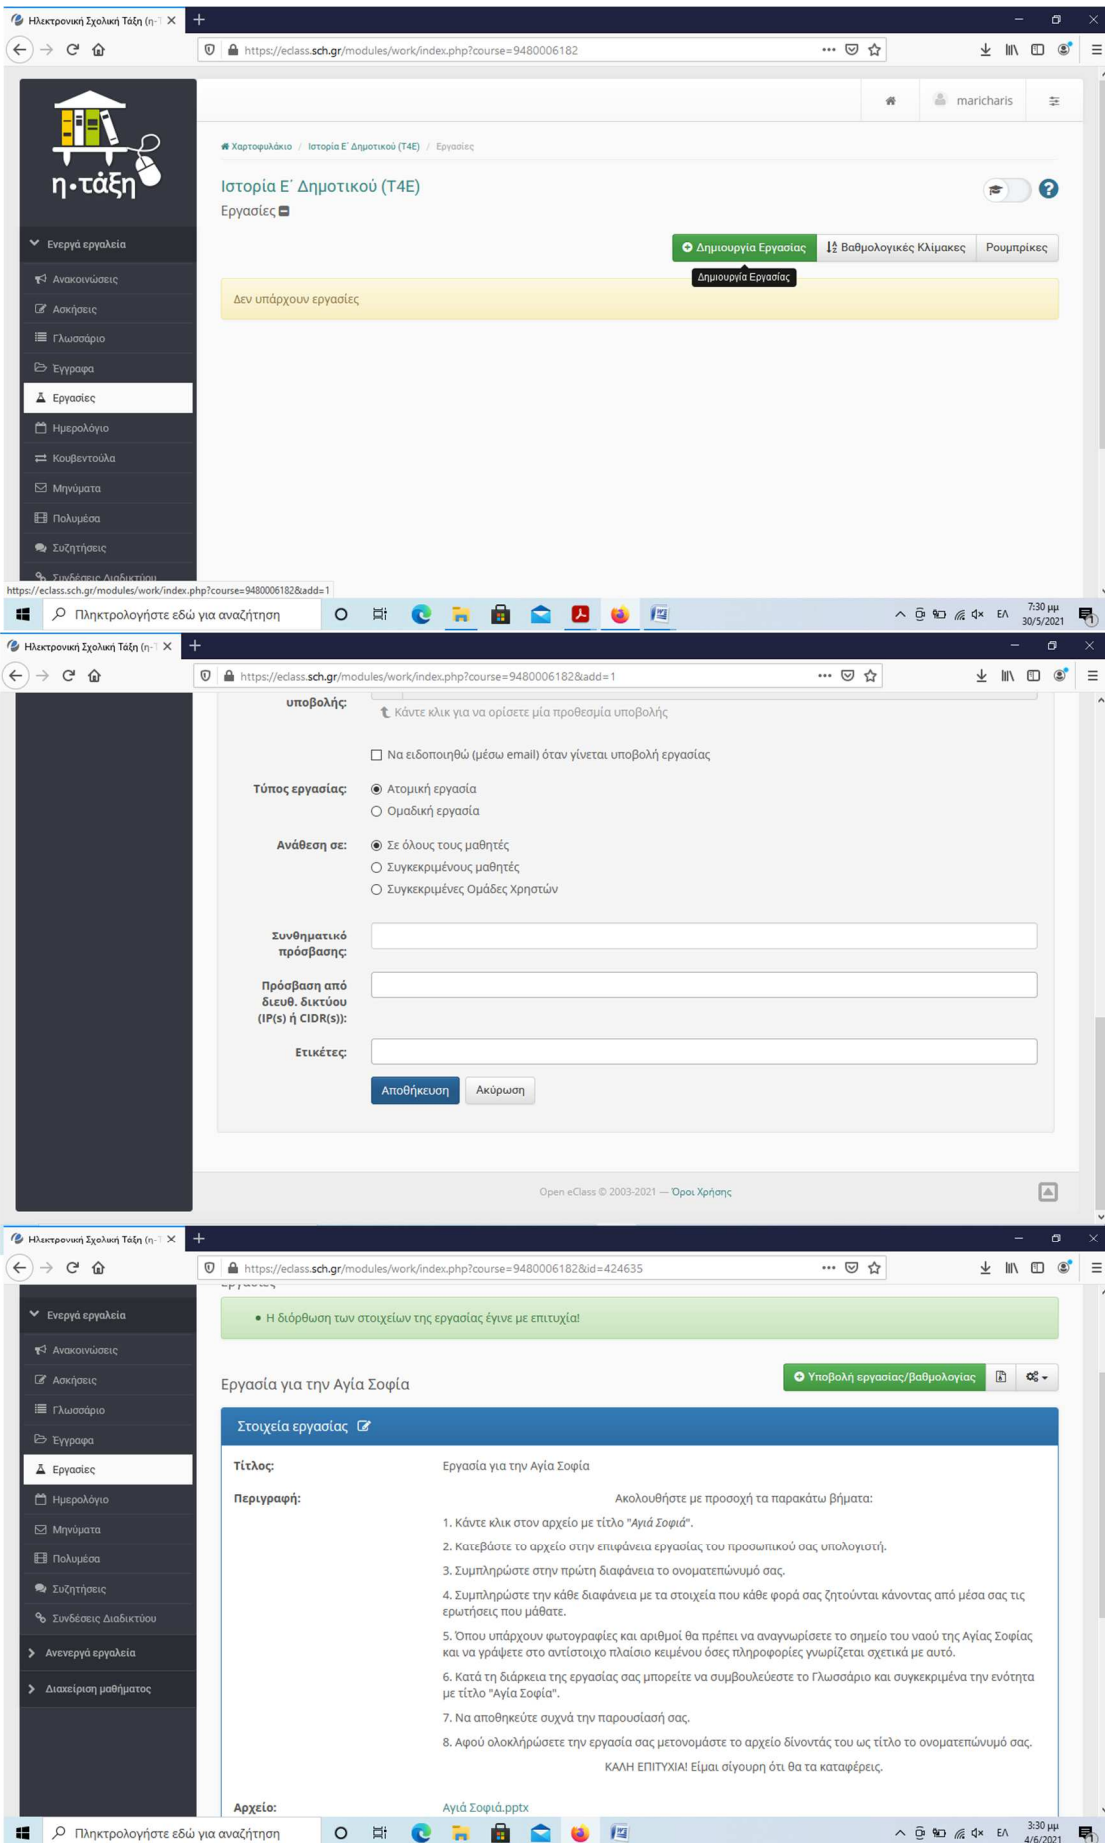 Ηλεκτρονική Σχολική Τάξη (η-Τ
https://eclass.sch.gr/modules/work/index.php?course=9480006182
η·τάξη
maricharis
Χαρτοφυλάκιο / Ιστορία Ε΄ Δημοτικού (Τ4Ε) / Εργασίες
Ιστορία Ε΄ Δημοτικού (Τ4Ε)
Εργασίες
Ενεργά εργαλεία
Δημιουργία Εργασίας
Βαθμολογικές Κλίμακες
Ρουμπρίκες
Δημιουργία Εργασίας
Ανακοινώσεις
Δεν υπάρχουν εργασίες
Ασκήσεις
Γλωσσάριο
Έγγραφα
Εργασίες
Ημερολόγιο
Κουβεντούλα
Μηνύματα
Πολυμέσα
Συζητήσεις
Συνδέσεις Διαδικτύου
https://eclass.sch.gr/modules/work/index.php?course=9480006182&add=1
Πληκτρολογήστε εδώ για αναζήτηση
ΕΛ
7:30 μμ
30/5/2021
Ηλεκτρονική Σχολική Τάξη (η-Τ
https://eclass.sch.gr/modules/work/index.php?course=9480006182&add=1
υποβολής:
Κάντε κλικ για να ορίσετε μία προθεσμία υποβολής
Να ειδοποιηθώ (μέσω email) όταν γίνεται υποβολή εργασίας
Τύπος εργασίας:
Ατομική εργασία
Ομαδική εργασία
Ανάθεση σε:
Σε όλους τους μαθητές
Συγκεκριμένους μαθητές
Συγκεκριμένες Ομάδες Χρηστών
Συνθηματικό
πρόσβασης:
Πρόσβαση από
διευθ. δικτύου
(IP(s) ή CIDR(s)):
Ετικέτες:
Αποθήκευση
Ακύρωση
Open eClass © 2003-2021 — Όροι Χρήσης
Ηλεκτρονική Σχολική Τάξη (η-Τ
https://eclass.sch.gr/modules/work/index.php?course=9480006182&id=424635
Εργασίες
Ενεργά εργαλεία
Η διόρθωση των στοιχείων της εργασίας έγινε με επιτυχία!
Ανακοινώσεις
Ασκήσεις
Γλωσσάριο
Έγγραφα
Εργασίες
Ημερολόγιο
Μηνύματα
Πολυμέσα
Συζητήσεις
Συνδέσεις Διαδικτύου
Ανενεργά εργαλεία
Διαχείριση μαθήματος
Εργασία για την Αγία Σοφία
Υποβολή εργασίας/βαθμολογίας
Στοιχεία εργασίας
Τίτλος:
Εργασία για την Αγία Σοφία
Περιγραφή:
Ακολουθήστε με προσοχή τα παρακάτω βήματα:
1. Κάντε κλικ στον αρχείο με τίτλο "Αγιά Σοφιά".
2. Κατεβάστε το αρχείο στην επιφάνεια εργασίας του προσωπικού σας υπολογιστή.
3. Συμπληρώστε στην πρώτη διαφάνεια το ονοματεπώνυμό σας.
4. Συμπληρώστε την κάθε διαφάνεια με τα στοιχεία που κάθε φορά σας ζητούνται κάνοντας από μέσα σας τις
ερωτήσεις που μάθατε.
5. Όπου υπάρχουν φωτογραφίες και αριθμοί θα πρέπει να αναγνωρίσετε το σημείο του ναού της Αγίας Σοφίας
και να γράψετε στο αντίστοιχο πλαίσιο κειμένου όσες πληροφορίες γνωρίζεται σχετικά με αυτό.
6. Κατά τη διάρκεια της εργασίας σας μπορείτε να συμβουλεύεστε το Γλωσσάριο και συγκεκριμένα την ενότητα
με τίτλο "Αγία Σοφία".
7. Να αποθηκεύτε συχνά την παρουσίασή σας.
8. Αφού ολοκλήρώσετε την εργασία σας μετονομάστε το αρχείο δίνοντάς του ως τίτλο το ονοματεπώνυμό σας.
ΚΑΛΗ ΕΠΙΤΥΧΙΑ! Είμαι σίγουρη ότι θα τα καταφέρεις.
Αρχείο:
Αγιά Σοφιά.pptx
Πληκτρολογήστε εδώ για αναζήτηση
ΕΛ
3:30 μμ
4/6/2021